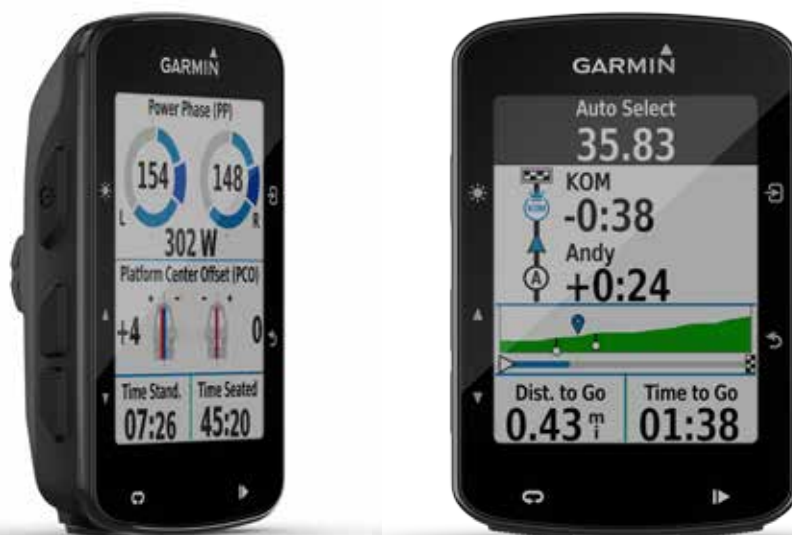 GARMIN
Power Phase (PP)
154 148
L R
302 W
Platform Center Offset (PCO)
+ - - +
+4 0
Time Stand. Time Seated
07:26 45:20
GARMIN
Auto Select
35.83
KOM
KOM
-0:38
Andy
A
+0:24
Dist. to Go Time to Go
0.43 mi 01:38